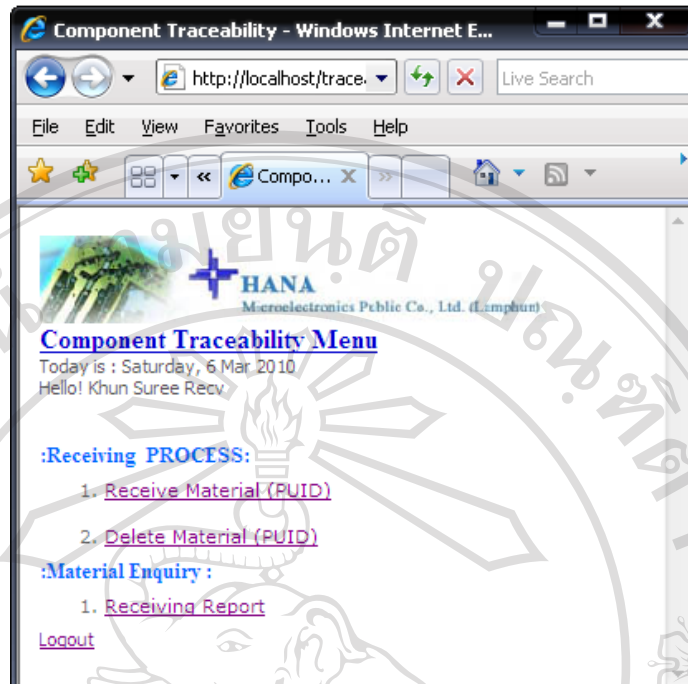 Component Traceability - Windows Internet E...
http://localhost/trace.
Live Search
File Edit View Favorites Tools Help
Compo...
HANA
Microelectronics Public Co., Ltd. (Lamphun)
Component Traceability Menu
Today is : Saturday, 6 Mar 2010
Hello! Khun Suree Recv
:Receiving PROCESS:
1. Receive Material (PUID)
2. Delete Material (PUID)
:Material Enquiry :
1. Receiving Report
Logout